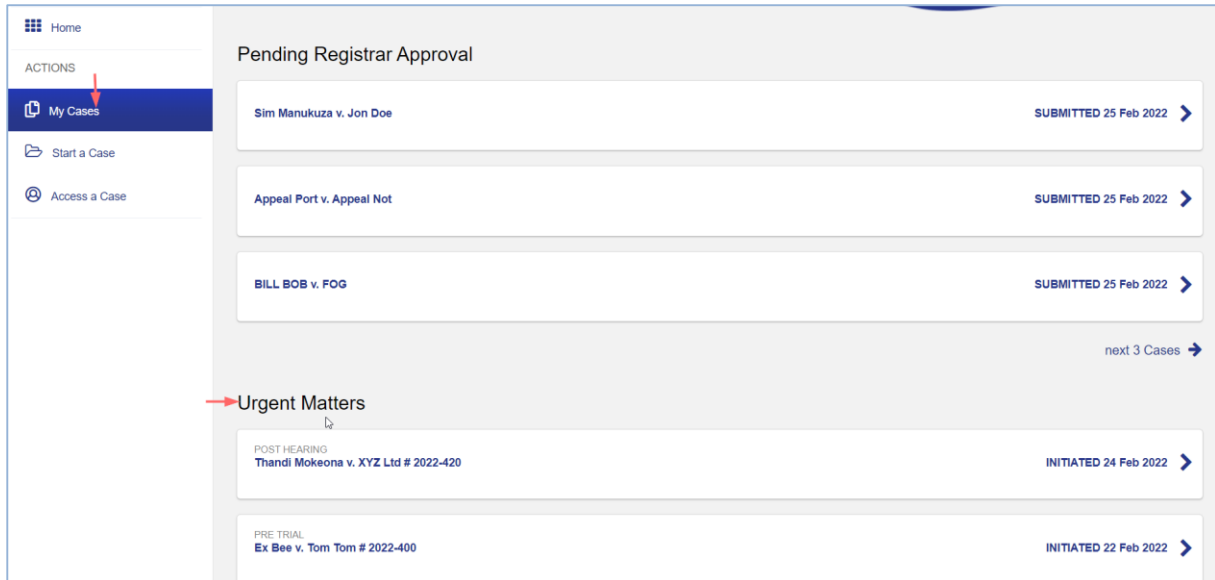 Home
ACTIONS
My Cases
Start a Case
Access a Case
Pending Registrar Approval
Sim Manukuza v. Jon Doe
SUBMITTED 25 Feb 2022
Appeal Port v. Appeal Not
SUBMITTED 25 Feb 2022
BILL BOB v. FOG
SUBMITTED 25 Feb 2022
next 3 Cases
Urgent Matters
POST HEARING
Thandi Mokeona v. XYZ Ltd # 2022-420
INITIATED 24 Feb 2022
PRE TRIAL
Ex Bee v. Tom Tom # 2022-400
INITIATED 22 Feb 2022